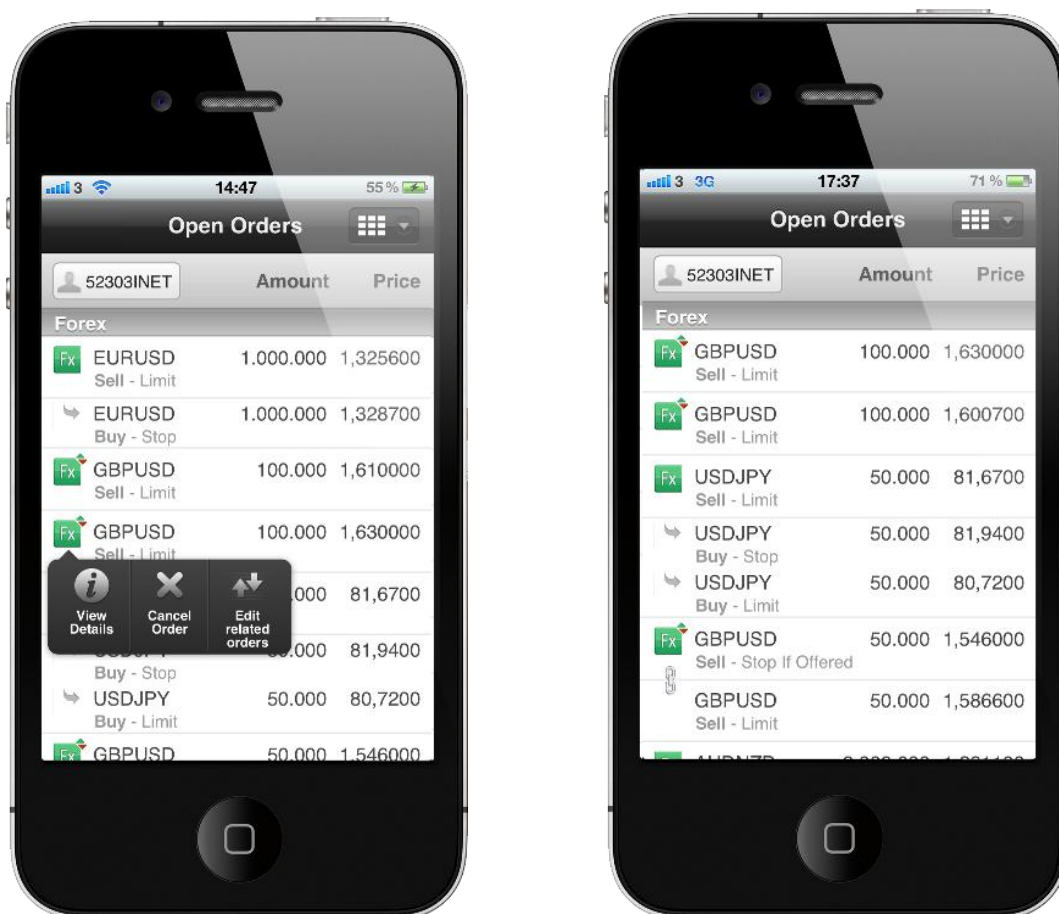 3 14:47 55 %
Open Orders
52303INET Amount Price
Forex
Fx EURUSD 1.000.000 1,325600
Sell - Limit
EURUSD 1.000.000 1,328700
Buy - Stop
Fx GBPUSD 100.000 1,610000
Sell - Limit
Fx GBPUSD 100.000 1,630000
Sell - Limit
.000 81,6700
View Details
Cancel Order
Edit related orders
.000 81,9400
Buy - Stop
USDJPY 50.000 80,7200
Buy - Limit
Fx GBPUSD 50.000 1,546000
3 3G 17:37 71 %
Open Orders
52303INET Amount Price
Forex
Fx GBPUSD 100.000 1,630000
Sell - Limit
Fx GBPUSD 100.000 1,600700
Sell - Limit
Fx USDJPY 50.000 81,6700
Sell - Limit
USDJPY 50.000 81,9400
Buy - Stop
USDJPY 50.000 80,7200
Buy - Limit
Fx GBPUSD 50.000 1,546000
Sell - Stop If Offered
GBPUSD 50.000 1,586600
Sell - Limit